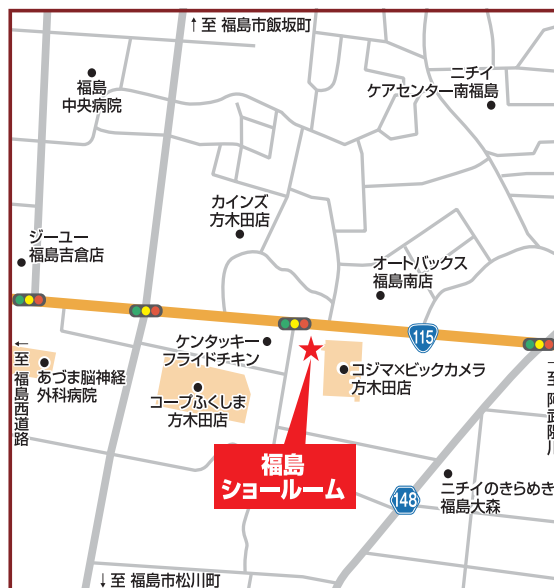 ↑至 福島市飯坂町
福島
中央病院
ニチイ
ケアセンター南福島
カインズ
方木田店
ジーユー
福島吉倉店
オートバックス
福島南店
115
ケンタッキー
フライドチキン
コジマ×ビックカメラ
方木田店
←至 福島西道路
あづま脳神経
外科病院
コープふくしま
方木田店
→至 阿武隈川
福島
ショールーム
148
ニチイのきらめき
福島大森
↓至 福島市松川町